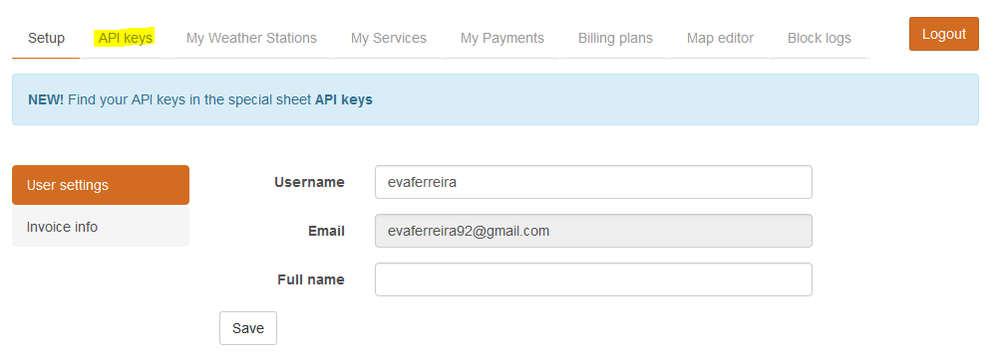 Setup API keys My Weather Stations My Services My Payments Billing plans Map editor Block logs Logout
NEW! Find your API keys in the special sheet API keys
User settings
Invoice info
Username evaferreira
Email evaferreira92@gmail.com
Full name
Save